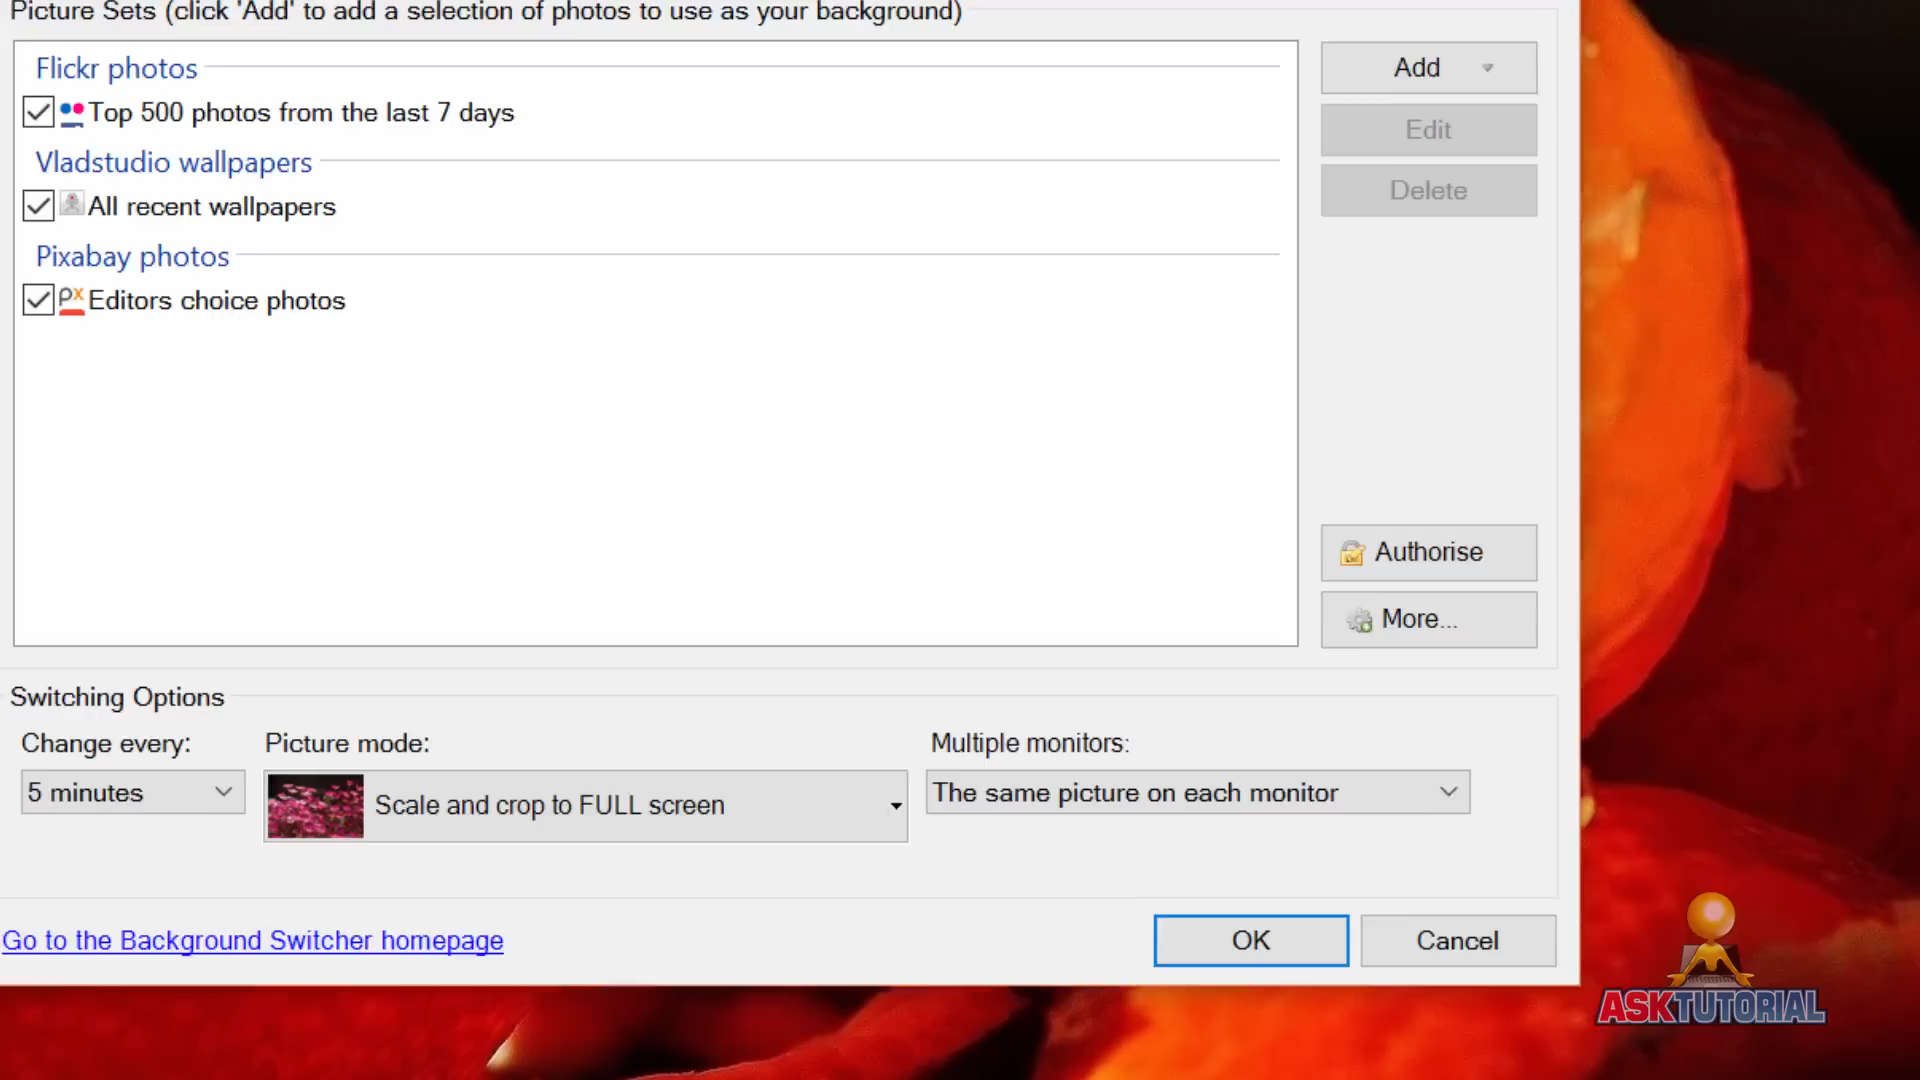 Picture Sets (click 'Add' to add a selection of photos to use as your background)
Flickr photos
Top 500 photos from the last 7 days
Vladstudio wallpapers
All recent wallpapers
Pixabay photos
px Editors choice photos
Add
Edit
Delete
Authorise
More...
Switching Options
Change every:
5 minutes
Picture mode:
Scale and crop to FULL screen
Multiple monitors:
The same picture on each monitor
Go to the Background Switcher homepage
OK
Cancel
ASKTUTORIAL